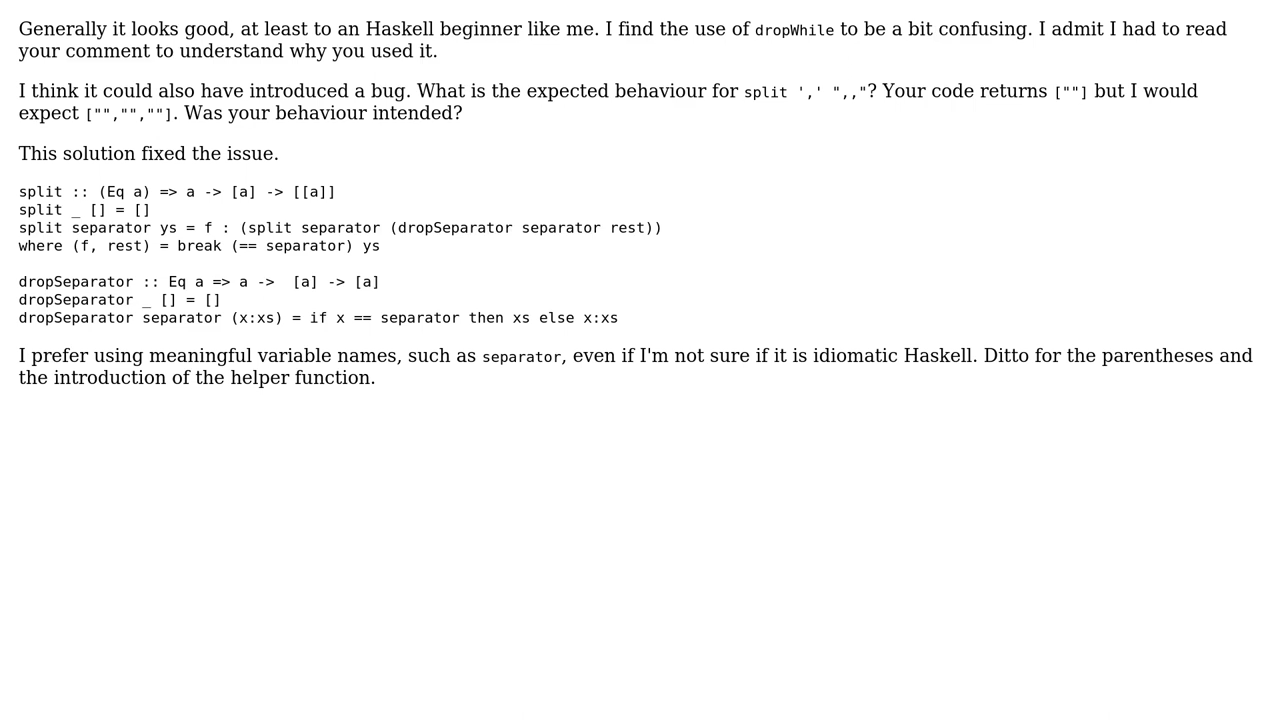 Generally it looks good, at least to an Haskell beginner like me. I find the use of dropWhile to be a bit confusing. I admit I had to read
your comment to understand why you used it.
I think it could also have introduced a bug. What is the expected behaviour for split ',' ",,"? Your code returns [""] but I would
expect ["","",""]. Was your behaviour intended?
This solution fixed the issue.
split :: (Eq a) => a -> [a] -> [[a]]
split _ [] = []
split separator ys = f : (split separator (dropSeparator separator rest))
where (f, rest) = break (== separator) ys
dropSeparator :: Eq a => a ->  [a] -> [a]
dropSeparator _ [] = []
dropSeparator separator (x:xs) = if x == separator then xs else x:xs
I prefer using meaningful variable names, such as separator, even if I'm not sure if it is idiomatic Haskell. Ditto for the parentheses and
the introduction of the helper function.